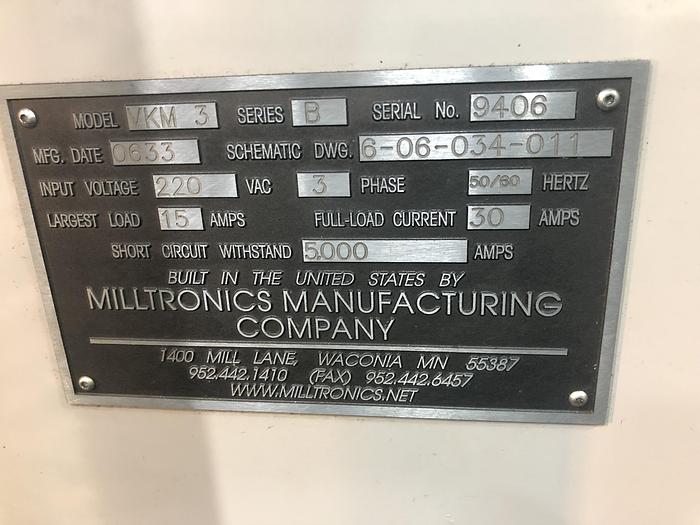 MODEL VKM 3 SERIES B SERIAL No. 9406
MFG. DATE 0633 SCHEMATIC DWG. 6-06-034-011
INPUT VOLTAGE 220 VAC 3 PHASE 50/60 HERTZ
LARGEST LOAD 15 AMPS FULL-LOAD CURRENT 30 AMPS
SHORT CIRCUIT WITHSTAND 5000 AMPS
BUILT IN THE UNITED STATES BY
MILLTRONICS MANUFACTURING
COMPANY
1400 MILL LANE, WACONIA MN 55387
952.442.1410 (FAX) 952.442.6457
WWW.MILLTRONICS.NET